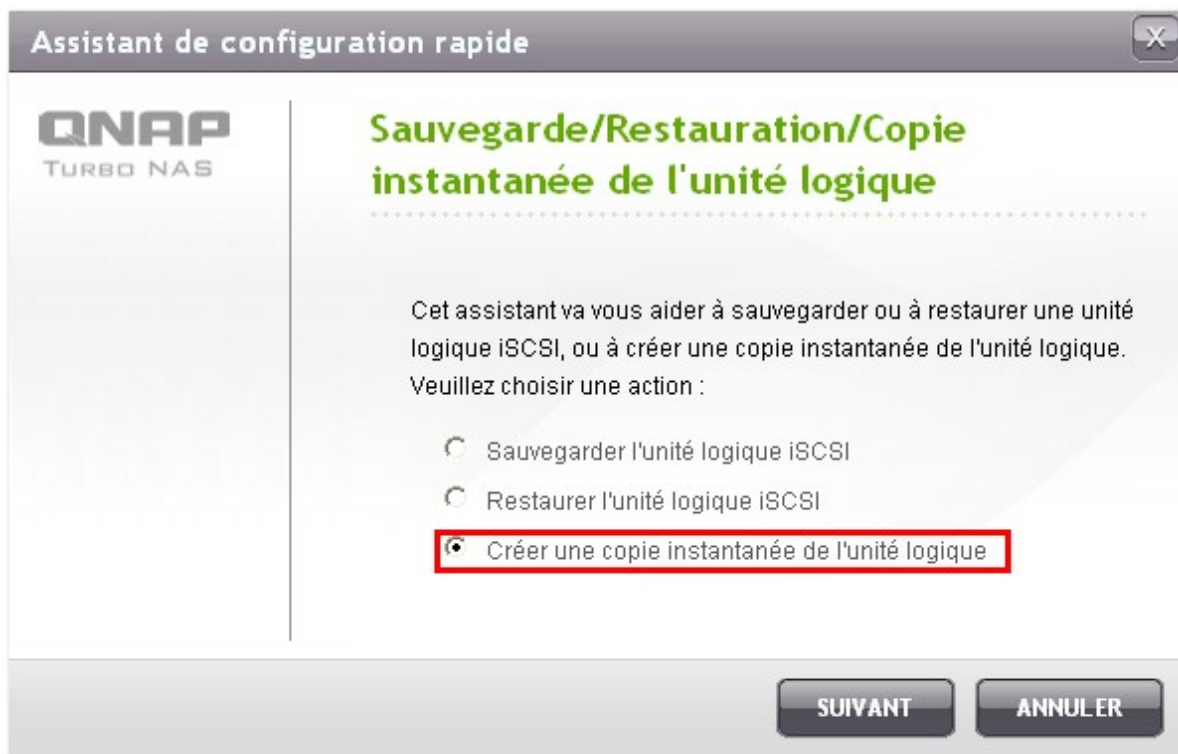 Assistant de configuration rapide
X
QNAP
TURBO NAS
Sauvegarde/Restauration/Copie
instantanée de l'unité logique
Cet assistant va vous aider à sauvegarder ou à restaurer une unité
logique iSCSI, ou à créer une copie instantanée de l'unité logique.
Veuillez choisir une action :
Sauvegarder l'unité logique iSCSI
Restaurer l'unité logique iSCSI
Créer une copie instantanée de l'unité logique
SUIVANT
ANNULER